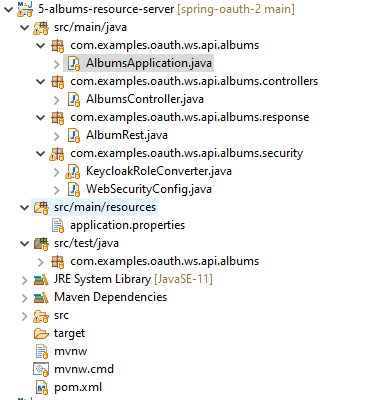 5-albums-resource-server [spring-oauth-2 main]
src/main/java
com.examples.oauth.ws.api.albums
AlbumsApplication.java
com.examples.oauth.ws.api.albums.controllers
AlbumsController.java
com.examples.oauth.ws.api.albums.response
AlbumRest.java
com.examples.oauth.ws.api.albums.security
KeycloakRoleConverter.java
WebSecurityConfig.java
src/main/resources
application.properties
src/test/java
com.examples.oauth.ws.api.albums
JRE System Library [JavaSE-11]
Maven Dependencies
src
target
mvnw
mvnw.cmd
pom.xml